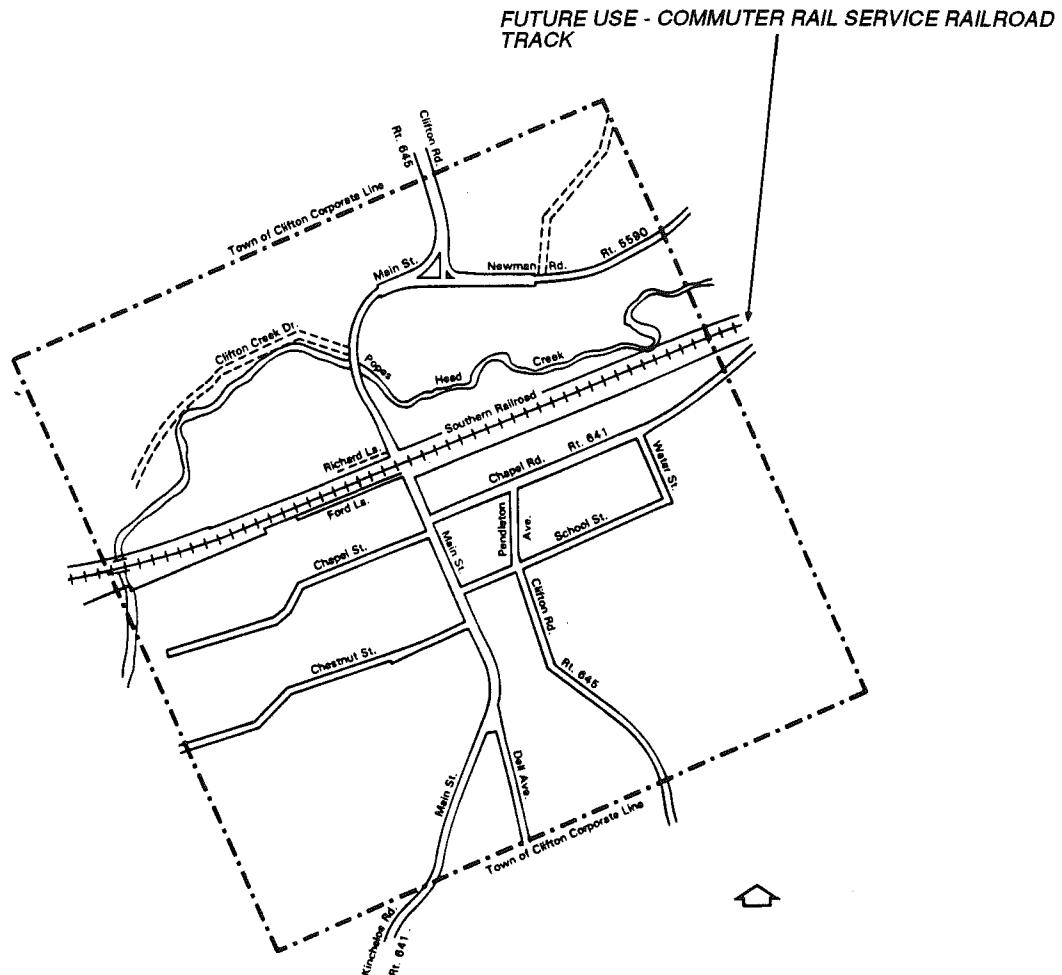 FUTURE USE - COMMUTER RAIL SERVICE RAILROAD
TRACK
Rt. 645
Clifton Rd.
Town of Clifton Corporate Line
Main St.
Newman Rd.
Rt. 5590
Clifton Creek Dr.
Popes Head Creek
Southern Railroad
Richard La.
Ford La.
Chapel Rd.
Rt. 641
Water St.
Pendleton Ave.
School St.
Main St.
Chapel St.
Clifton Rd.
Chestnut St.
Rt. 645
Main St.
Dell Ave.
Town of Clifton Corporate Line
Kincheloe Rd.
Rt. 641